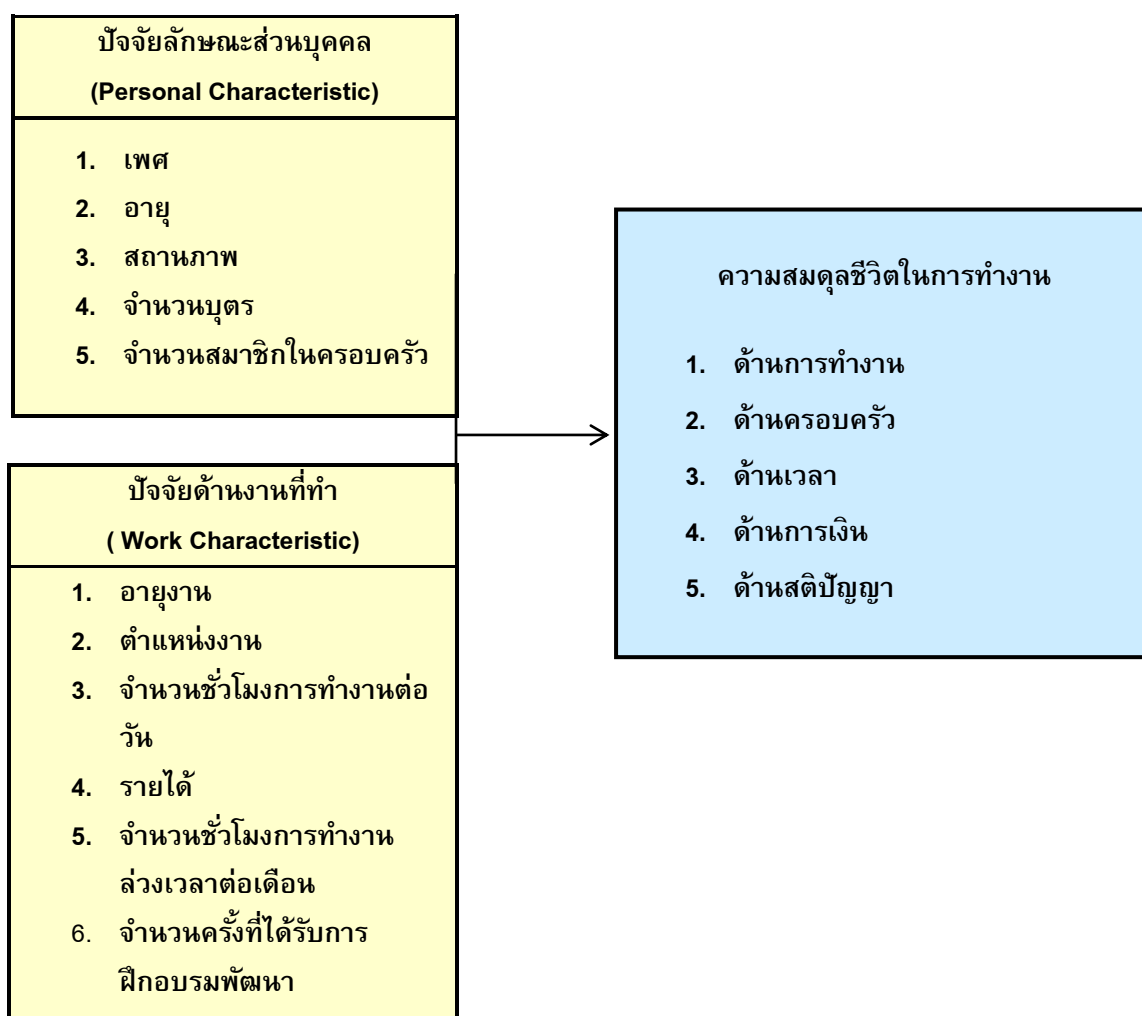 ปัจจัยลักษณะส่วนบุคคล
(Personal Characteristic)
1. เพศ
2. อายุ
3. สถานภาพ
4. จำนวนบุตร
5. จำนวนสมาชิกในครอบครัว
ปัจจัยด้านงานที่ทำ
( Work Characteristic)
1. อายุงาน
2. ตำแหน่งงาน
3. จำนวนชั่วโมงการทำงานต่อ
วัน
4. รายได้
5. จำนวนชั่วโมงการทำงาน
ล่วงเวลาต่อเดือน
6. จำนวนครั้งที่ได้รับการ
ฝึกอบรมพัฒนา
ความสมดุลชีวิตในการทำงาน
1. ด้านการทำงาน
2. ด้านครอบครัว
3. ด้านเวลา
4. ด้านการเงิน
5. ด้านสติปัญญา